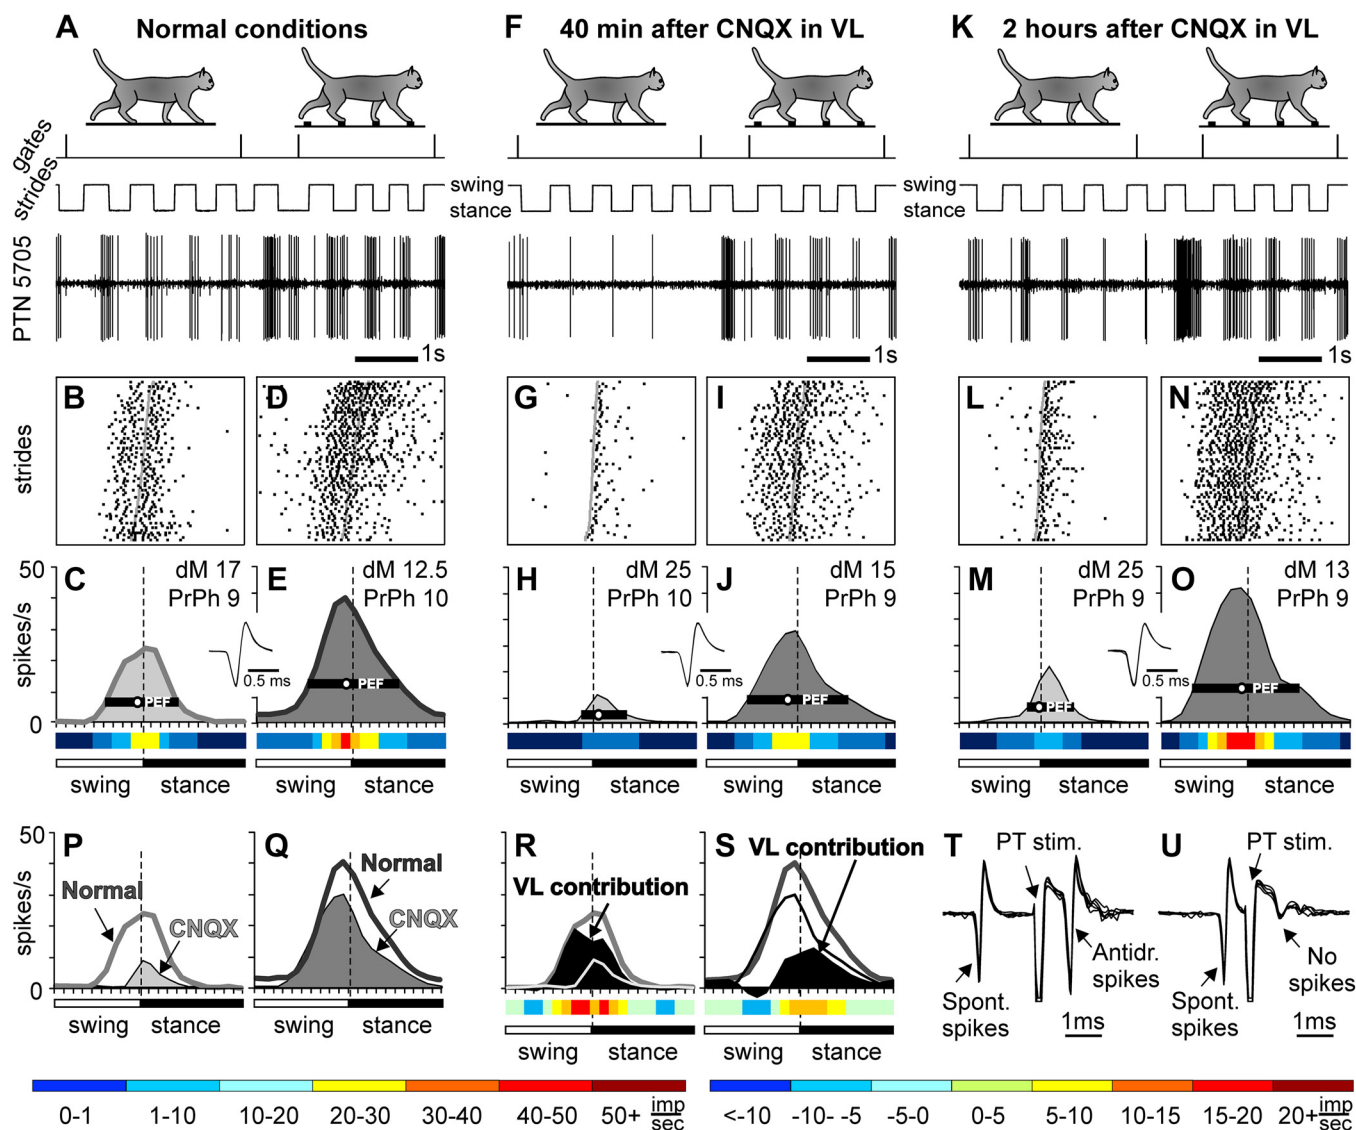 A Normal conditions
F 40 min after CNQX in VL
K 2 hours after CNQX in VL
gates
strides
swing
stance
swing
stance
PTN 5705
1s
1s
1s
strides
B
D
G
I
L
N
spikes/s
50
0
C dM 17
PrPh 9
E dM 12.5
PrPh 10
H dM 25
PrPh 10
J dM 15
PrPh 9
M dM 25
PrPh 9
O dM 13
PrPh 9
0.5 ms
0.5 ms
0.5 ms
PEF
PEF
PEF
PEF
swing stance
swing stance
swing stance
swing stance
swing stance
swing stance
spikes/s
50
0
P
Normal
CNQX
Q
Normal
CNQX
R
VL contribution
S
VL contribution
T
PT stim.
Antidr.
spikes
Spont.
spikes
1ms
U
PT stim.
No
spikes
Spont.
spikes
1ms
swing stance
swing stance
swing stance
swing stance
0-1 1-10 10-20 20-30 30-40 40-50 50+ imp
sec
<-10 -10- -5 -5-0 0-5 5-10 10-15 15-20 20+ imp
sec